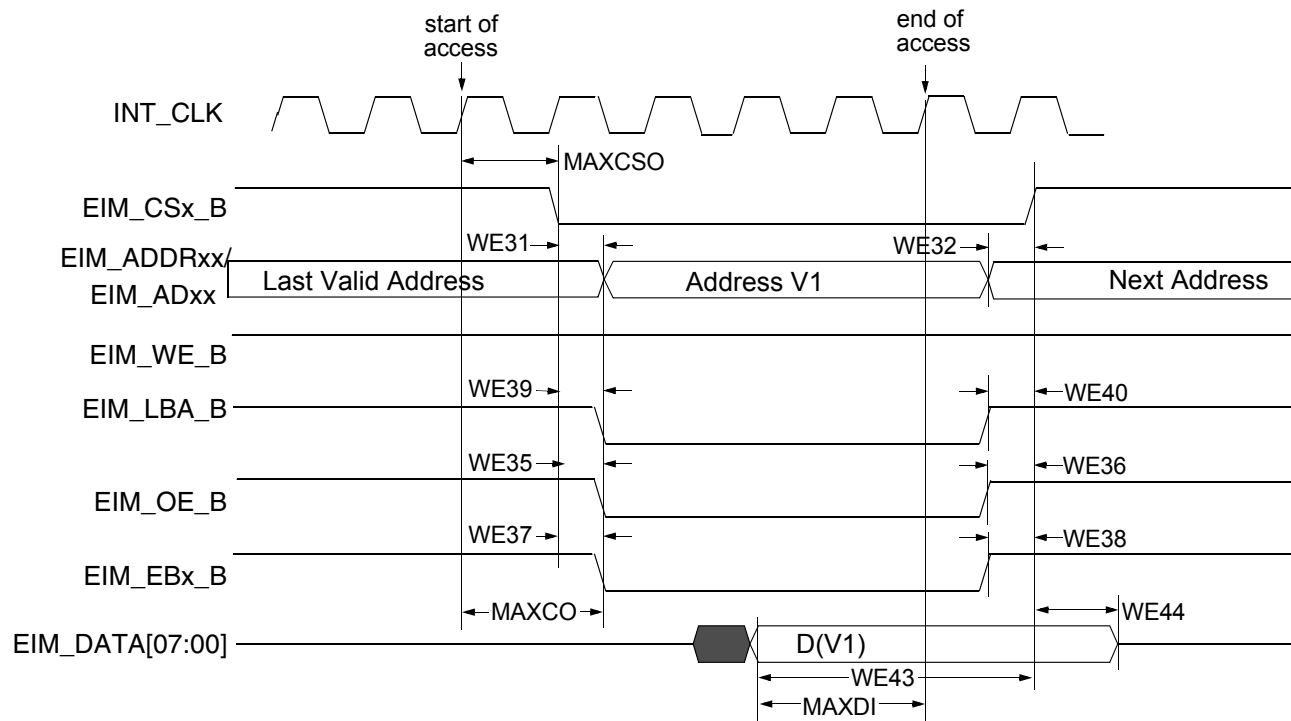 start of
access
end of
access
INT_CLK
MAXCSO
EIM_CSx_B
WE31
WE32
EIM_ADDRxx/
EIM_ADxx
Last Valid Address
Address V1
Next Address
EIM_WE_B
WE39
WE40
EIM_LBA_B
WE35
WE36
EIM_OE_B
WE37
WE38
EIM_EBx_B
MAXCO
WE44
EIM_DATA[07:00]
D(V1)
WE43
MAXDI